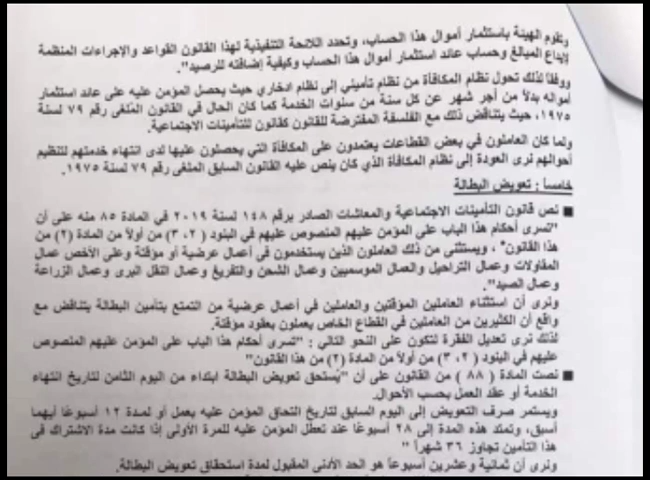 وتقوم الهيئة باستثمار أموال هذا الحساب، وتحدد اللائحة التنفيذية لهذا القانون القواعد والإجراءات المنظمة
لإيداع المبالغ وحساب عائد استثمار أموال هذا الحساب وكيفية إضافته للرصيد".
ووفقاً لذلك تحول نظام المكافأة من نظام تأميني إلى نظام ادخاري حيث يحصل المؤمن عليه على عائد استثمار
أمواله بدلاً من أجر شهر عن كل سنة من سنوات الخدمة كما كان الحال في القانون المُلغى رقم ٧٩ لسنة
١٩٧٥، حيث يتناقض ذلك مع الفلسفة المفترضة للقانون كقانون للتأمينات الاجتماعية.
ولما كان العاملون في بعض القطاعات يعتمدون على المكافأة التي يحصلون عليها لدى انتهاء خدمتهم لتنظيم
أحوالهم نرى العودة إلى نظام المكافأة الذي كان ينص عليه القانون السابق الملغى رقم ٧٩ لسنة ١٩٧٥.
خامساً : تعويض البطالة
■ نص قانون التأمينات الاجتماعية والمعاشات الصادر برقم ١٤٨ لسنة ٢٠١٩ في المادة ٨٥ منه على أن
"تسرى أحكام هذا الباب على المؤمن عليهم المنصوص عليهم في البنود (٢ ، ٣) من أولاً من المادة (٢) من
هذا القانون" ، ويستثنى من ذلك العاملون الذين يستخدمون فى أعمال عرضية أو مؤقتة وعلى الأخص عمال
المقاولات وعمال التراحيل والعمال الموسميين وعمال الشحن والتفريغ وعمال النقل البرى وعمال الزراعة
وعمال الصيد".
ونرى أن استثناء العاملين المؤقتين والعاملين في أعمال عرضية من التمتع بتأمين البطالة يتناقض مع
واقع أن الكثيرين من العاملين في القطاع الخاص يعملون بعقود مؤقتة.
لذلك نرى تعديل الفقرة لتكون على النحو التالي : "تسرى أحكام هذا الباب على المؤمن عليهم المنصوص
عليهم في البنود (٢ ، ٣) من أولاً من المادة (٢) من هذا القانون"
■ نصت المادة ( ٨٨ ) من القانون على أن "يُستحق تعويض البطالة ابتداء من اليوم الثامن لتاريخ انتهاء
الخدمة أو عقد العمل بحسب الأحوال.
ويستمر صرف التعويض إلى اليوم السابق لتاريخ التحاق المؤمن عليه بعمل أو لمدة ١٢ أسبوعًا أيهما
أسبق، وتمتد هذه المدة إلى ٢٨ أسبوعًا عند تعطل المؤمن عليه للمرة الأولى إذا كانت مدة الاشتراك فى
هذا التأمين تجاوز ٣٦ شهراً "
ونرى أن ثمانية وعشرين أسبوعاً هو الحد الأدنى المقبول لمدة استحقاق تعويض البطالة.